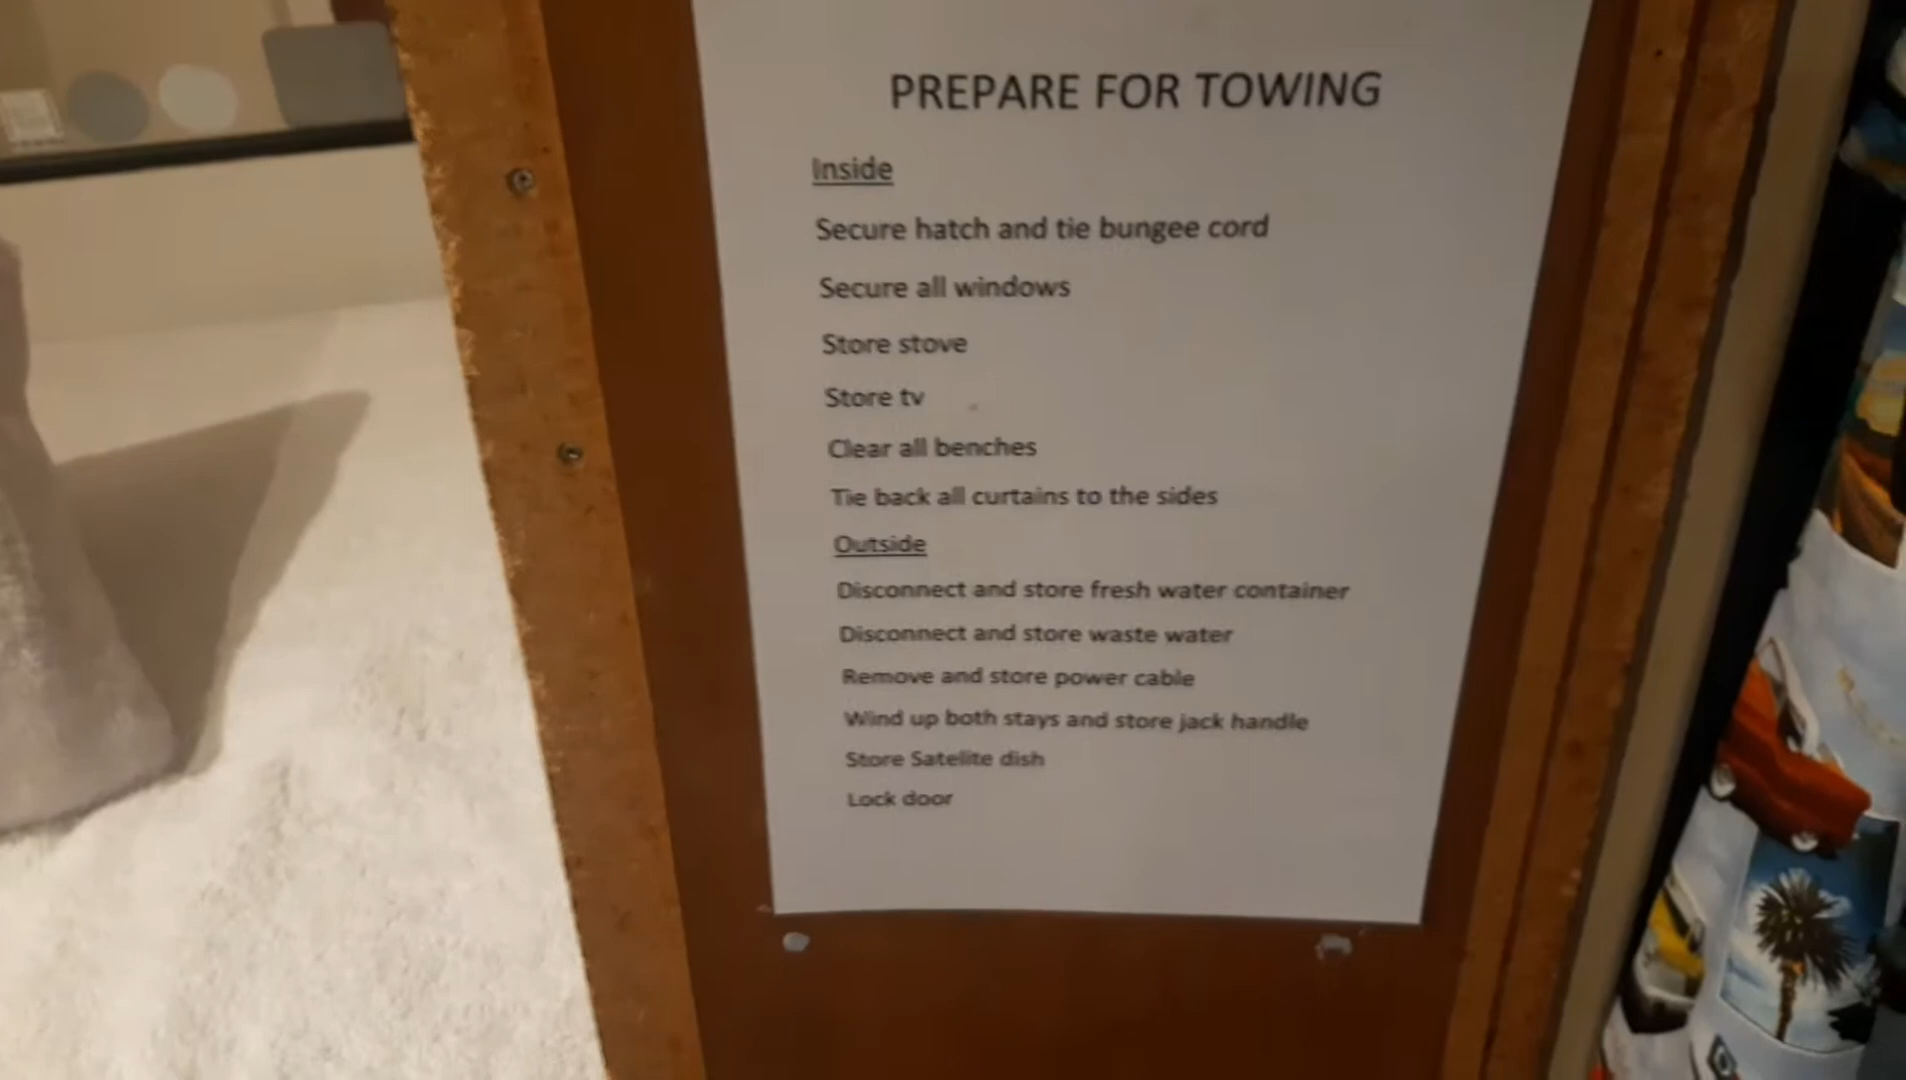 PREPARE FOR TOWING
Inside
Secure hatch and tie bungee cord
Secure all windows
Store stove
Store tv
Clear all benches
Tie back all curtains to the sides
Outside
Disconnect and store fresh water container
Disconnect and store waste water
Remove and store power cable
Wind up both stays and store jack handle
Store Satelite dish
Lock door